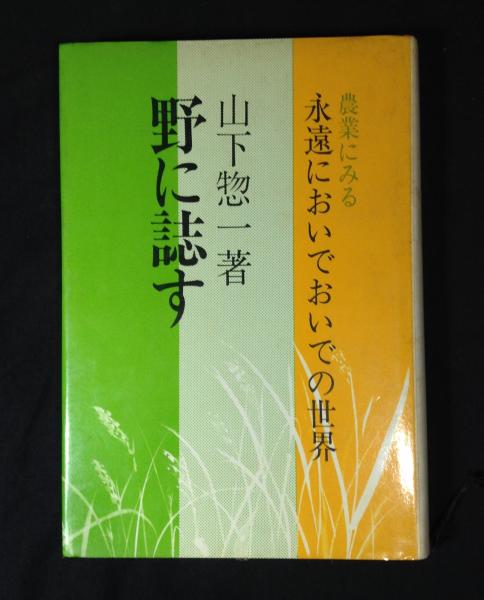 農業にみる
永遠においでおいでの世界
山下惣一著
野に誌す